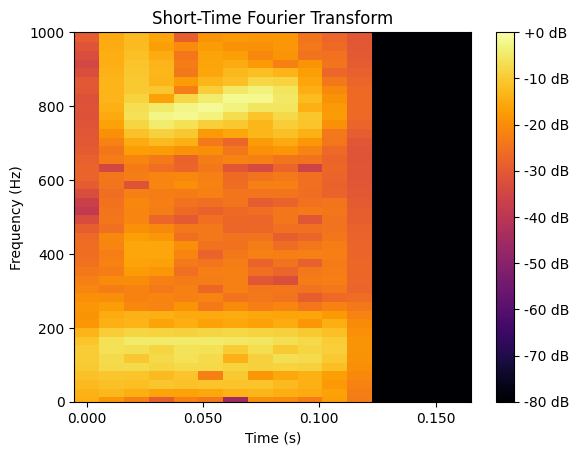 Short-Time Fourier Transform
Frequency (Hz)
1000
800
600
400
200
0
0.000 0.050 0.100 0.150
Time (s)
+0 dB
-10 dB
-20 dB
-30 dB
-40 dB
-50 dB
-60 dB
-70 dB
-80 dB